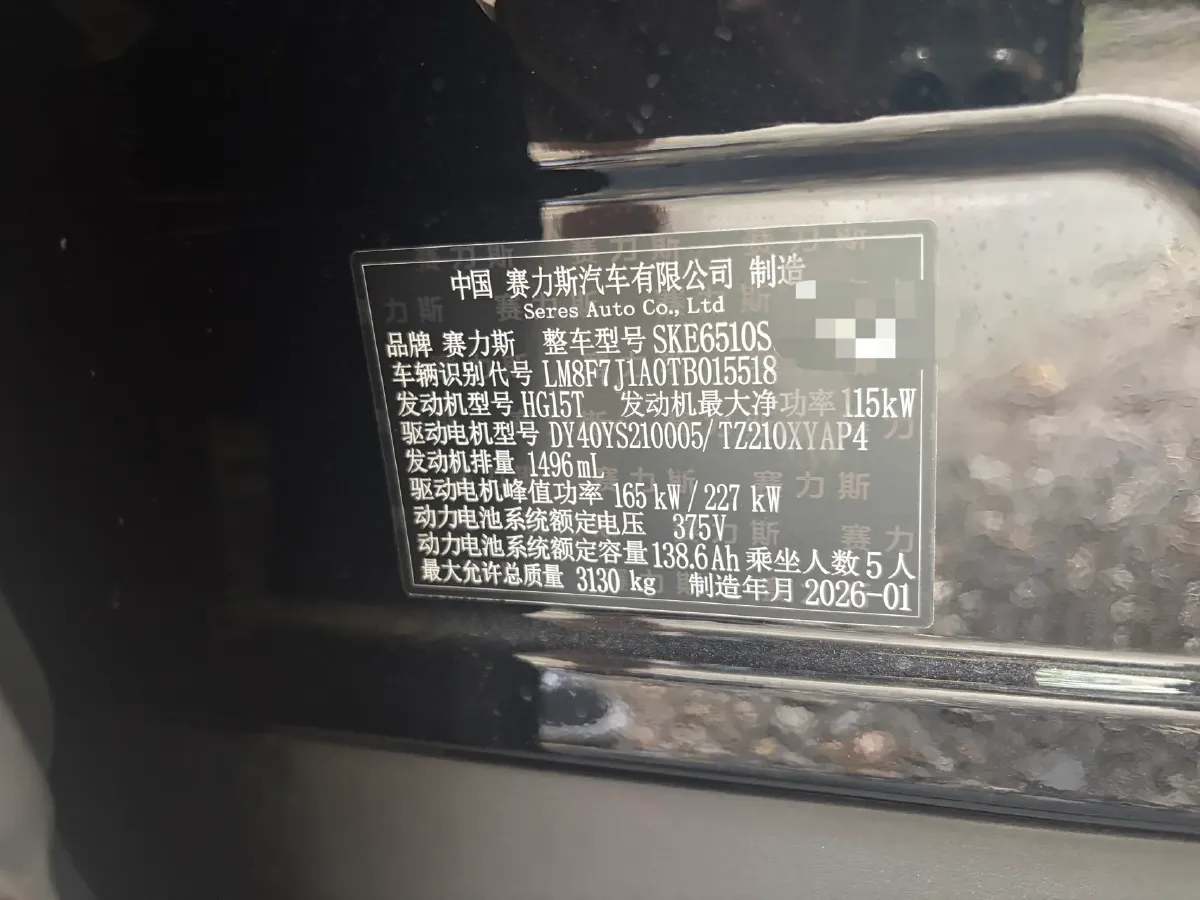 中国 赛力斯汽车有限公司 制造
Seres Auto Co., Ltd
品牌 赛力斯 整车型号 SKE6510S
车辆识别代号 LM8F7J1A0TB015518
发动机型号 HG15T 发动机最大净功率 115kW
驱动电机型号 DY40YS210005/TZ210XYAP4
发动机排量 1496mL
驱动电机峰值功率 165 kW/227 kW
动力电池系统额定电压 375V
动力电池系统额定容量 138.6Ah 乘坐人数 5 人
最大允许总质量 3130 kg 制造年月 2026-01